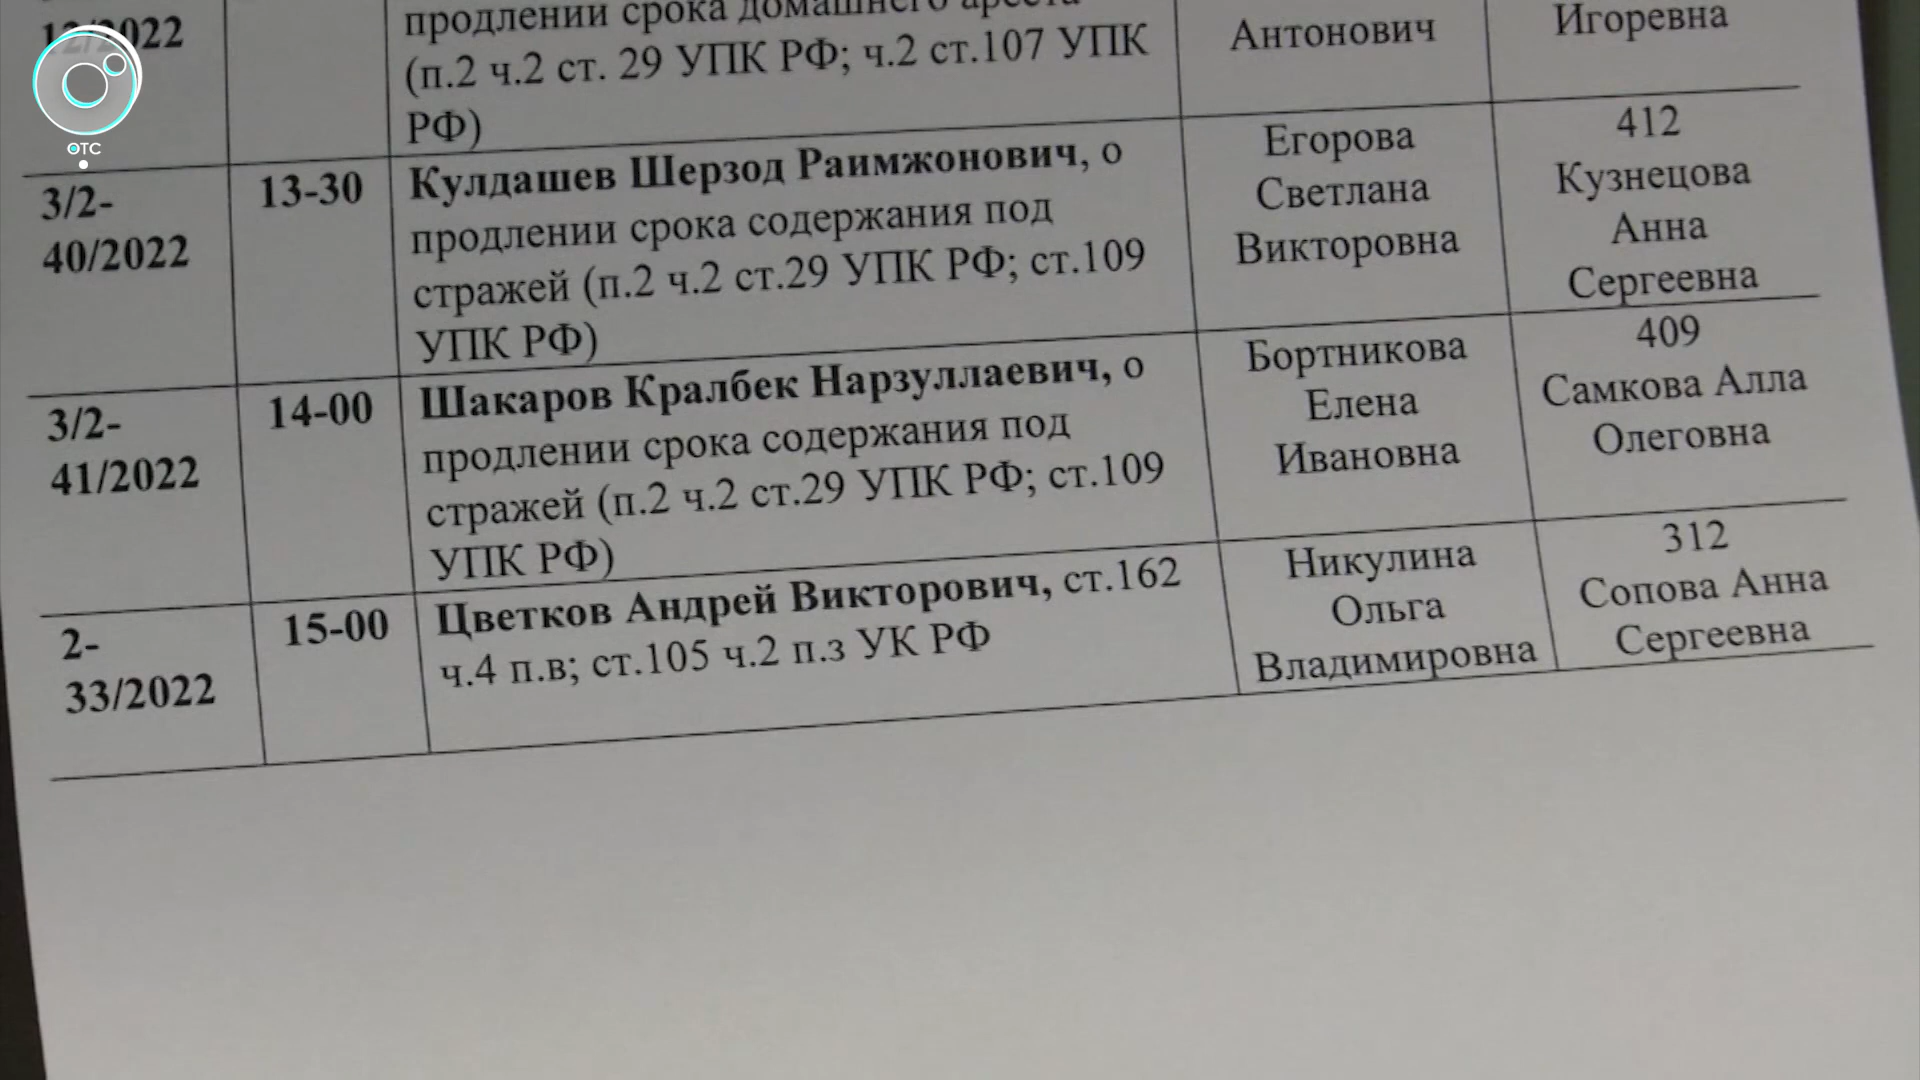 12/2022
продлении срока домашнего ареста
(п.2 ч.2 ст. 29 УПК РФ; ч.2 ст.107 УПК
РФ)
Антонович
Игоревна
ОТС
3/2-
40/2022
13-30
Кулдашев Шерзод Раимжонович, о
продлении срока содержания под
стражей (п.2 ч.2 ст.29 УПК РФ; ст.109
УПК РФ)
Егорова
Светлана
Викторовна
412
Кузнецова
Анна
Сергеевна
3/2-
41/2022
14-00
Шакаров Кралбек Нарзуллаевич, о
продлении срока содержания под
стражей (п.2 ч.2 ст.29 УПК РФ; ст.109
УПК РФ)
Бортникова
Елена
Ивановна
409
Самкова Алла
Олеговна
2-
33/2022
15-00
Цветков Андрей Викторович, ст.162
ч.4 п.в; ст.105 ч.2 п.з УК РФ
Никулина
Ольга
Владимировна
312
Сопова Анна
Сергеевна